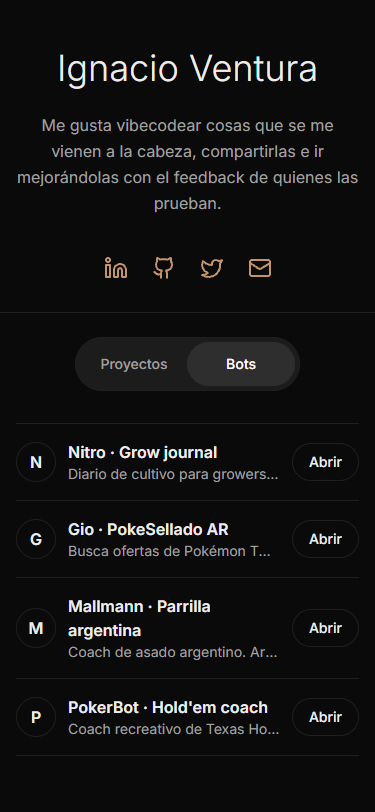 Ignacio Ventura
Me gusta vibecodear cosas que se me
vienen a la cabeza, compartirlas e ir
mejorándolas con el feedback de quienes las
prueban.
Proyectos
Bots
N
Nitro · Grow journal
Diario de cultivo para growers...
Abrir
G
Gio · PokeSellado AR
Busca ofertas de Pokémon T...
Abrir
M
Mallmann · Parrilla
argentina
Coach de asado argentino. Ar...
Abrir
P
PokerBot · Hold'em coach
Coach recreativo de Texas Ho...
Abrir